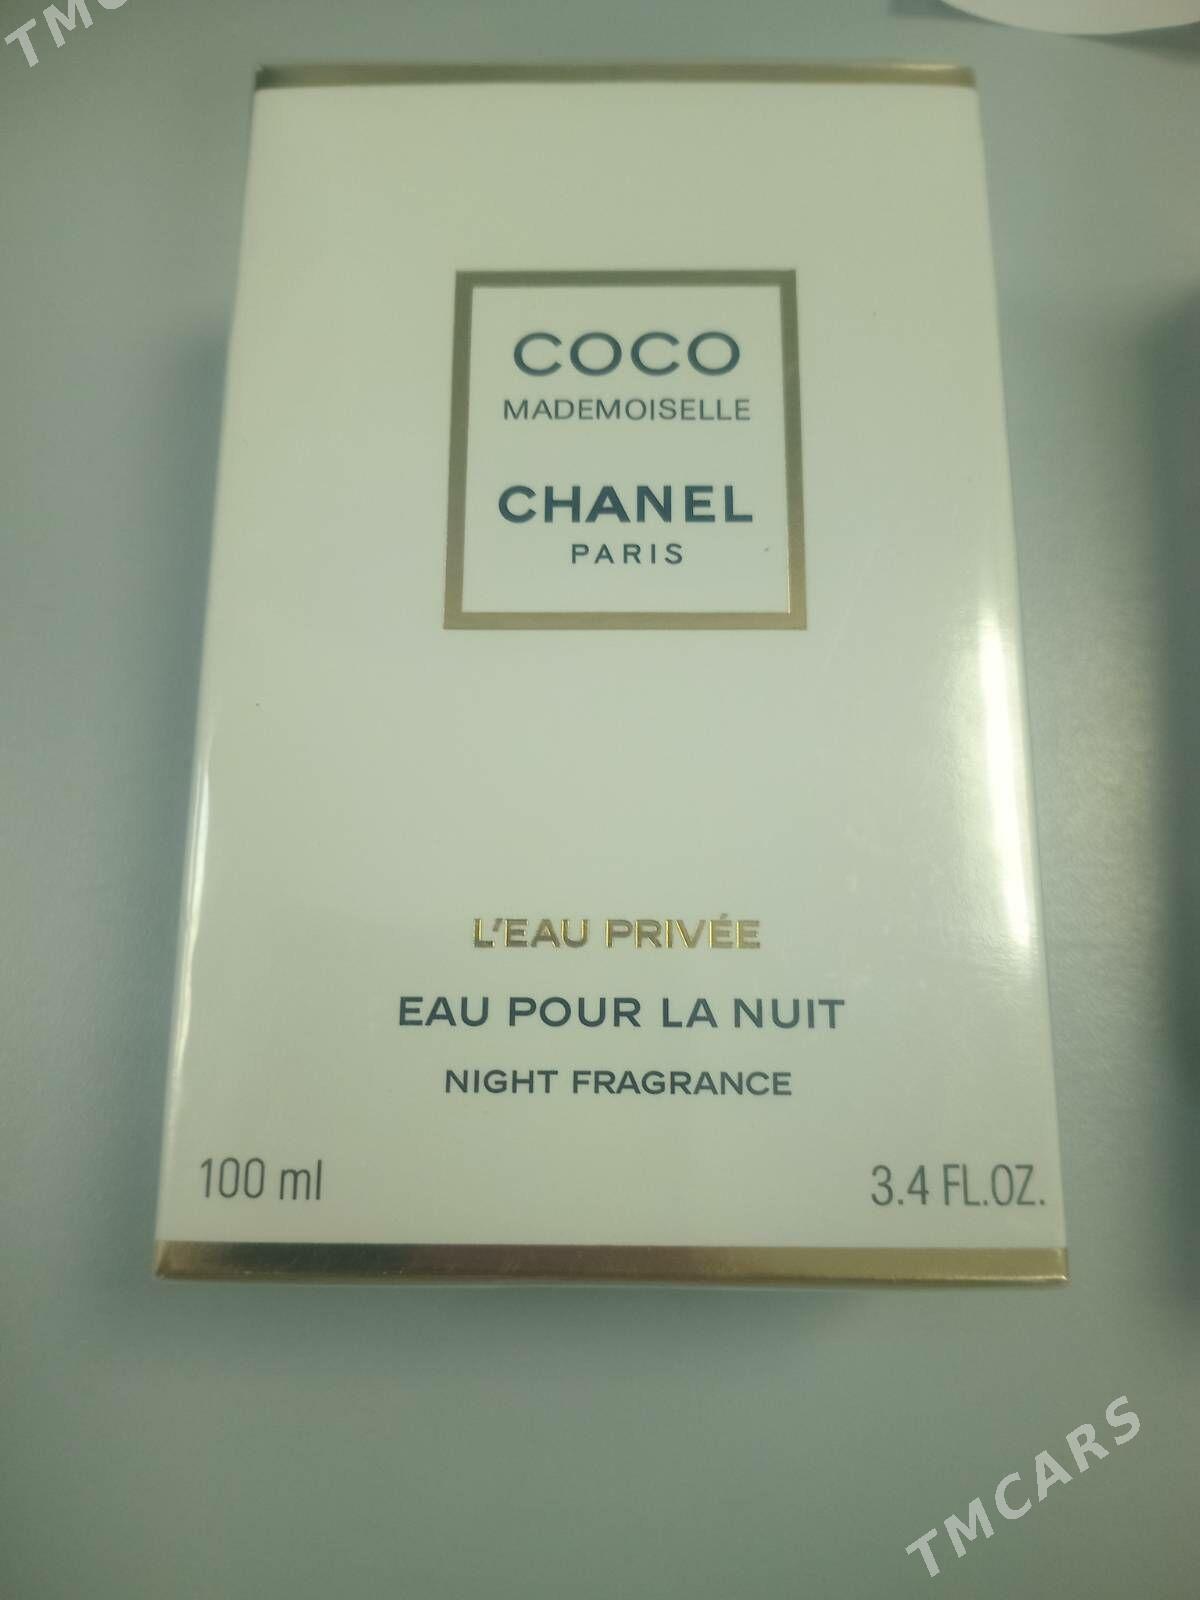 TMC
COCO
MADEMOISELLE
CHANEL
PARIS
L'EAU PRIVÉE
EAU POUR LA NUIT
NIGHT FRAGRANCE
100 ml
3.4 FL.OZ.
TMCARS